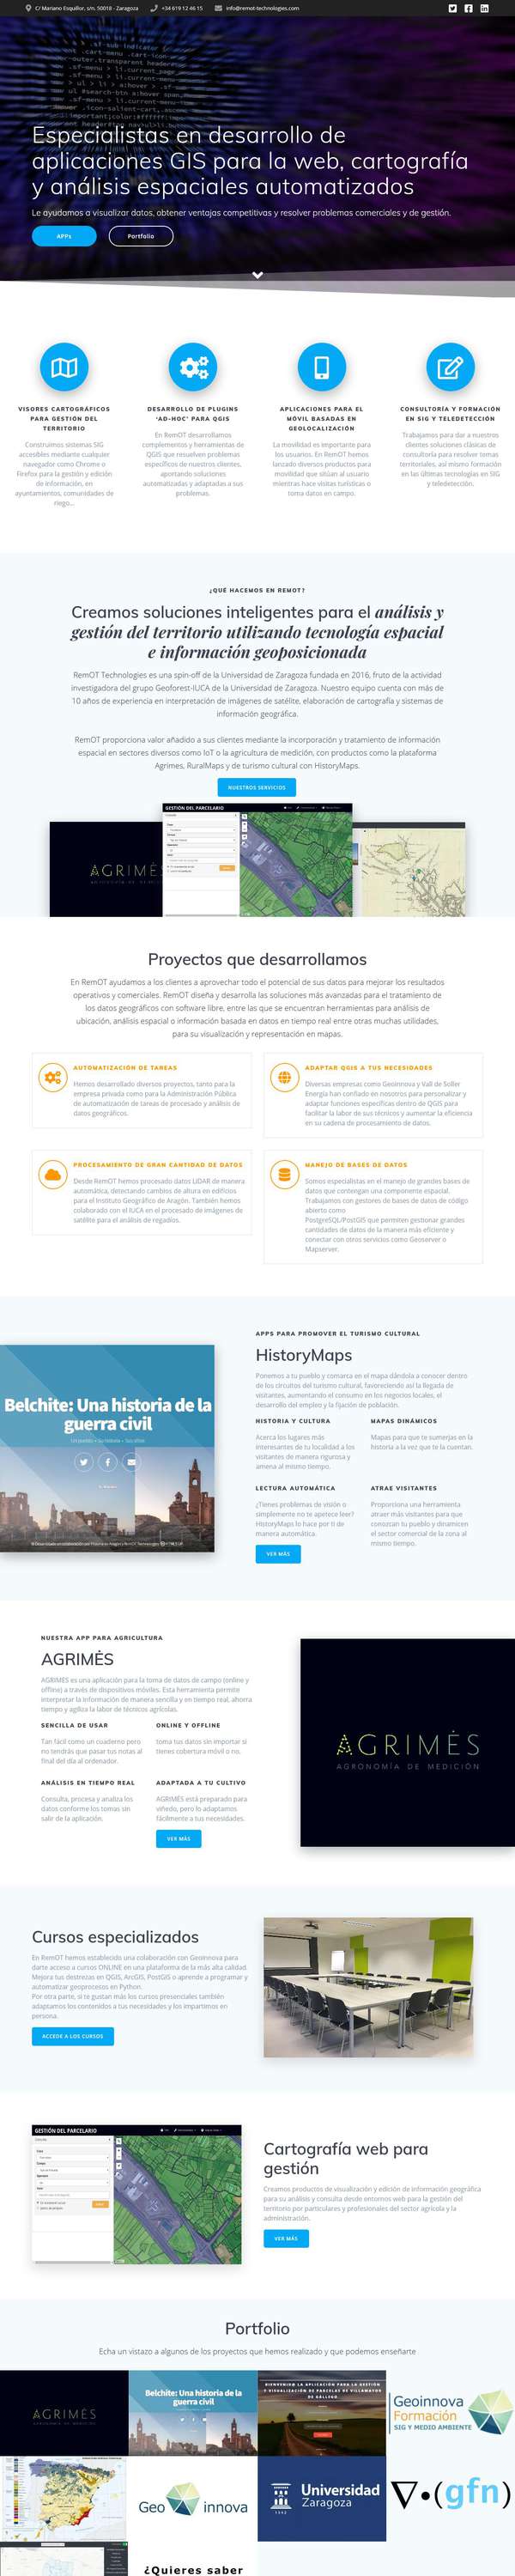 C/ Mariano Esquillor, s/n. 50018 - Zaragoza
+34 619 12 46 15
info@remot-technologies.com
Especialistas en desarrollo de
aplicaciones GIS para la web, cartografía
y análisis espaciales automatizados
Le ayudamos a visualizar datos, obtener ventajas competitivas y resolver problemas comerciales y de gestión.
APPs
Portfolio
VISORES CARTOGRÁFICOS
PARA GESTIÓN DEL
TERRITORIO
Construimos sistemas SIG
accesibles mediante cualquier
navegador como Chrome o
Firefox para la gestión y edición
de información, en
ayuntamientos, comunidades de
riego...
DESARROLLO DE PLUGINS
'AD-HOC' PARA QGIS
En RemOT desarrollamos
complementos y herramientas de
QGIS que resuelven problemas
específicos de nuestros clientes,
aportando soluciones
automatizadas y adaptadas a sus
problemas.
APLICACIONES PARA EL
MÓVIL BASADAS EN
GEOLOCALIZACIÓN
La movilidad es importante para
los usuarios. En RemOT hemos
lanzado diversos productos para
movilidad que sitúan al usuario
mientras hace visitas turísticas o
toma datos en campo.
CONSULTORÍA Y FORMACIÓN
EN SIG Y TELEDETECCIÓN
Trabajamos para dar a nuestros
clientes soluciones clásicas de
consultoría para resolver temas
territoriales, así mismo formación
en las últimas tecnologías en SIG
y teledetección.
¿QUÉ HACEMOS EN REMOT?
Creamos soluciones inteligentes para el análisis y
gestión del territorio utilizando tecnología espacial
e información geoposicionada
RemOT Technologies es una spin-off de la Universidad de Zaragoza fundada en 2016, fruto de la actividad
investigadora del grupo Geoforest-IUCA de la Universidad de Zaragoza. Nuestro equipo cuenta con más de
10 años de experiencia en interpretación de imágenes de satélite, elaboración de cartografía y sistemas de
información geográfica.
RemOT proporciona valor añadido a sus clientes mediante la incorporación y tratamiento de información
espacial en sectores diversos como IoT o la agricultura de medición, con productos como la plataforma
Agrimes, RuralMaps y de turismo cultural con HistoryMaps.
NUESTROS SERVICIOS
AGRIMĖS
GESTIÓN DEL PARCELARIO
Proyectos que desarrollamos
En RemOT ayudamos a los clientes a aprovechar todo el potencial de sus datos para mejorar los resultados
operativos y comerciales. RemOT diseña y desarrolla las soluciones más avanzadas para el tratamiento de
los datos geográficos con software libre, entre las que se encuentran herramientas para análisis de
ubicación, análisis espacial o información basada en datos en tiempo real entre otras muchas utilidades,
para su visualización y representación en mapas.
AUTOMATIZACIÓN DE TAREAS
Hemos desarrollado diversos proyectos, tanto para la
empresa privada como para la Administración Pública
de automatización de tareas de procesado y análisis de
datos geográficos.
ADAPTAR QGIS A TUS NECESIDADES
Diversas empresas como Geoinnova y Vall de Soller
Energía han confiado en nosotros para personalizar y
adaptar funciones específicas dentro de QGIS para
facilitar la labor de sus técnicos y aumentar la eficiencia
en su cadena de procesamiento de datos.
PROCESAMIENTO DE GRAN CANTIDAD DE DATOS
Desde RemOT hemos procesado datos LiDAR de manera
automática, detectando cambios de altura en edificios
para el Instituto Geográfico de Aragón. También hemos
colaborado con el IUCA en el procesado de imágenes de
satélite para el análisis de regadíos.
MANEJO DE BASES DE DATOS
Somos especialistas en el manejo de grandes bases de
datos que contengan una componente espacial.
Trabajamos con gestores de bases de datos de código
abierto como
PostgreSQL/PostGIS que permiten gestionar grandes
cantidades de datos de la manera más eficiente y
conectar con otros servicios como Geoserver o
Mapserver.
Belchite: Una historia de la
guerra civil
APPS PARA PROMOVER EL TURISMO CULTURAL
HistoryMaps
Ponemos a tu pueblo y comarca en el mapa dándola a conocer dentro
de los circuitos del turismo cultural, favoreciendo así la llegada de
visitantes, aumentando el consumo en los negocios locales, el
desarrollo del empleo y la fijación de población.
HISTORIA Y CULTURA
Acerca los lugares más
interesantes de tu localidad a los
visitantes de manera rigurosa y
amena al mismo tiempo.
MAPAS DINÁMICOS
Mapas para que te sumerjas en la
historia a la vez que te la cuentan.
LECTURA AUTOMÁTICA
¿Tienes problemas de visión o
simplemente no te apetece leer?
HistoryMaps lo hace por ti de
manera automática.
ATRAE VISITANTES
Proporciona una herramienta
atraer más visitantes para que
conozcan tu pueblo y dinamicen
el sector comercial de la zona al
mismo tiempo.
VER MÁS
NUESTRA APP PARA AGRICULTURA
AGRIMĖS
AGRIMĖS es una aplicación para la toma de datos de campo (online y
offline) a través de dispositivos móviles. Esta herramienta permite
interpretar la información de manera sencilla y en tiempo real, ahorra
tiempo y agiliza la labor de técnicos agrícolas.
SENCILLA DE USAR
Tan fácil como un cuaderno pero
no tendrás que pasar tus notas al
final del día al ordenador.
ONLINE Y OFFLINE
toma tus datos sin importar si
tienes cobertura móvil o no.
ANÁLISIS EN TIEMPO REAL
Consulta, procesa y analiza los
datos conforme los tomas sin
salir de la aplicación.
ADAPTADA A TU CULTIVO
AGRIMĖS está preparado para
viñedo, pero lo adaptamos
fácilmente a tus necesidades.
VER MÁS
AGRIMĖS
AGRONOMÍA DE MEDICIÓN
Cursos especializados
En RemOT hemos establecido una colaboración con Geoinnova para
darte acceso a cursos ONLINE en una plataforma de la más alta calidad.
Mejora tus destrezas en QGIS, ArcGIS, PostGIS o aprende a programar y
automatizar geoprocesos en Python.
Por otra parte, si te gustan más los cursos presenciales también
adaptamos los contenidos a tus necesidades y los impartimos en
persona.
ACCEDE A LOS CURSOS
GESTIÓN DEL PARCELARIO
Cartografía web para
gestión
Creamos productos de visualización y edición de información geográfica
para su análisis y consulta desde entornos web para la gestión del
territorio por particulares y profesionales del sector agrícola y la
administración.
VER MÁS
Portfolio
Echa un vistazo a algunos de los proyectos que hemos realizado y que podemos enseñarte
AGRIMĖS
Belchite: Una historia de la
guerra civil
BIENVENIDO LA APLICACIÓN PARA LA GESTIÓN
Y VISUALIZACIÓN DE PARCELAS DE VILLAMAYOR
DE GÁLLEGO
Geoinnova
Formación
SIG Y MEDIO AMBIENTE
Geo innova
Universidad
Zaragoza
1542
∇·(gfn)
¿Quieres saber